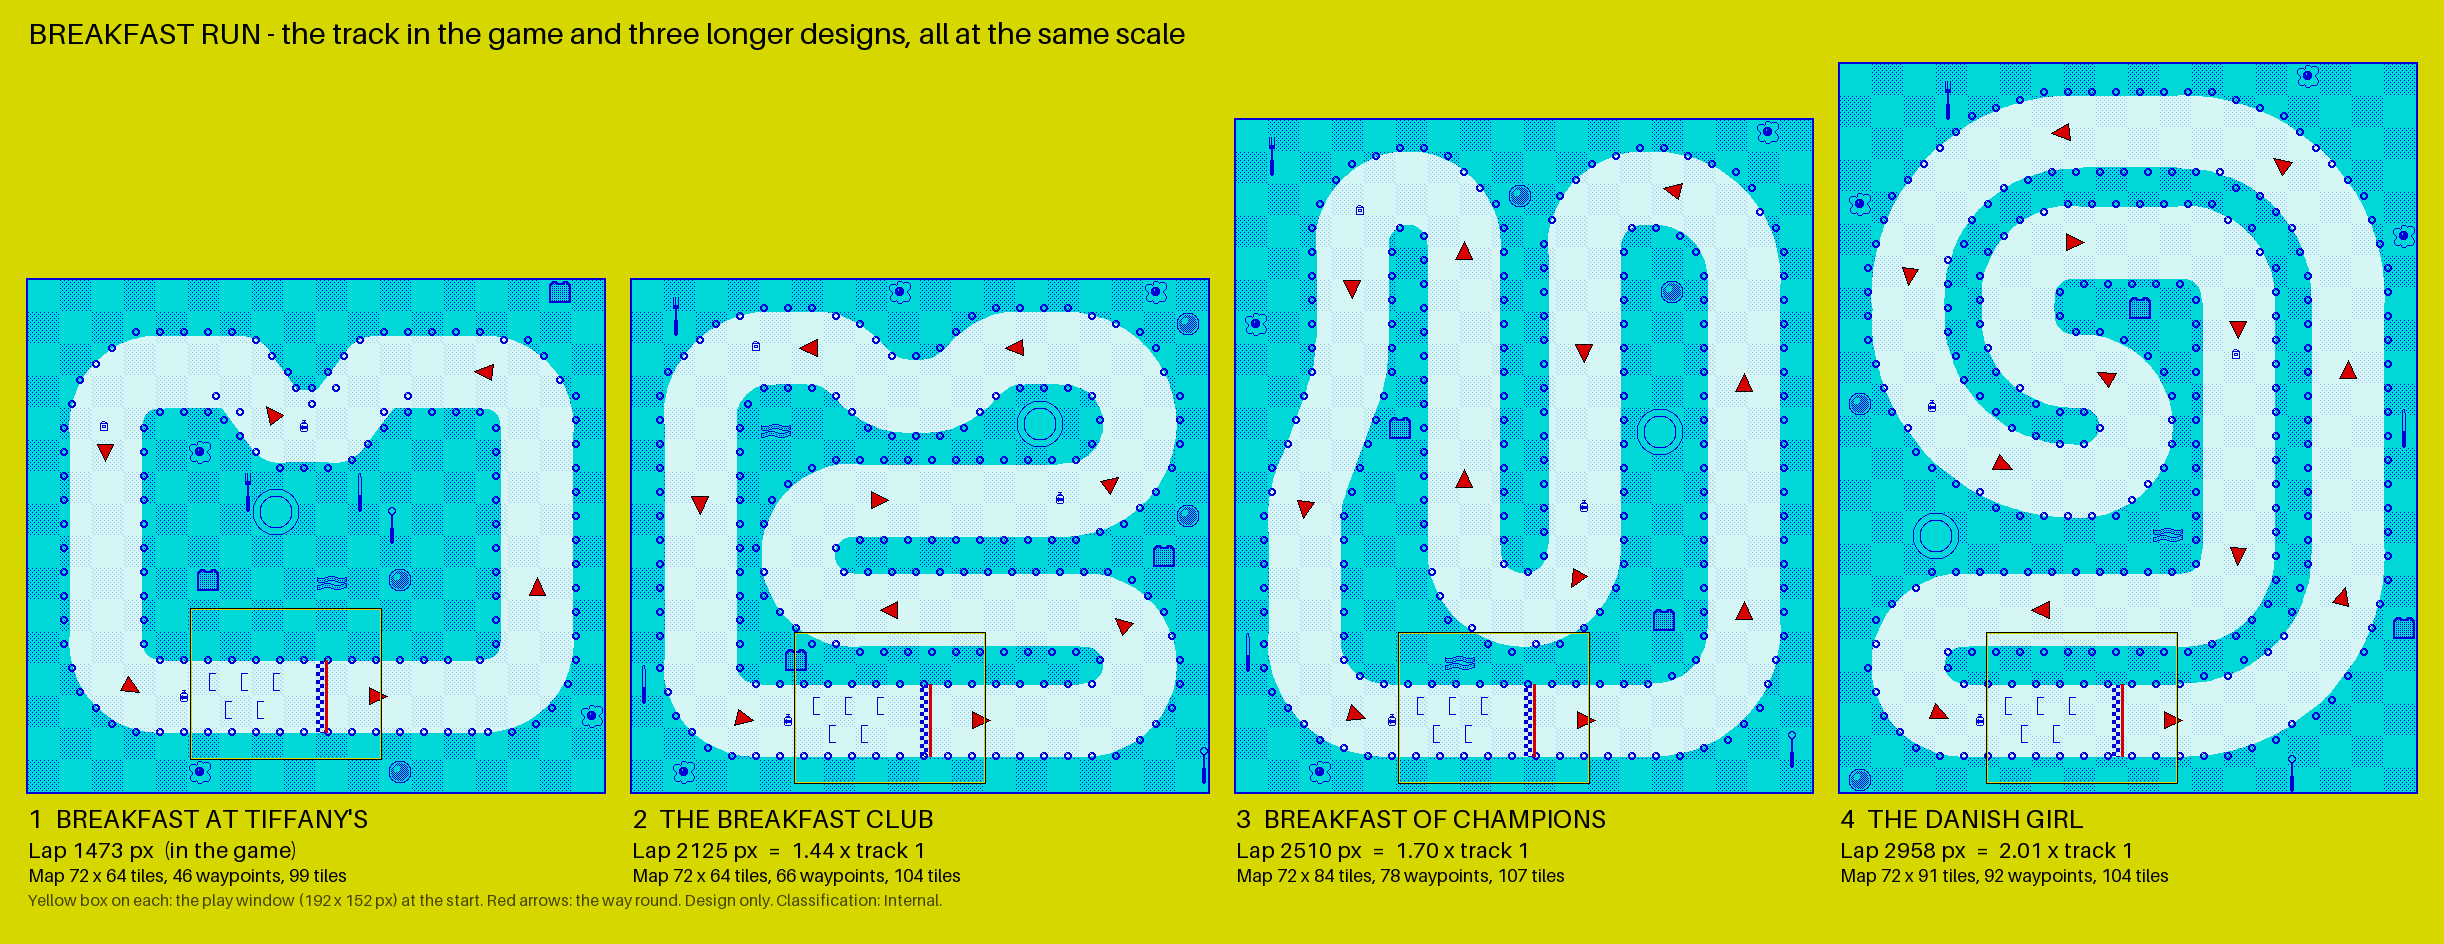 BREAKFAST RUN - the track in the game and three longer designs, all at the same scale
1 BREAKFAST AT TIFFANY'S
Lap 1473 px (in the game)
Map 72 x 64 tiles, 46 waypoints, 99 tiles
2 THE BREAKFAST CLUB
Lap 2125 px = 1.44 x track 1
Map 72 x 64 tiles, 66 waypoints, 104 tiles
3 BREAKFAST OF CHAMPIONS
Lap 2510 px = 1.70 x track 1
Map 72 x 84 tiles, 78 waypoints, 107 tiles
4 THE DANISH GIRL
Lap 2958 px = 2.01 x track 1
Map 72 x 91 tiles, 92 waypoints, 104 tiles
Yellow box on each: the play window (192 x 152 px) at the start. Red arrows: the way round. Design only. Classification: Internal.